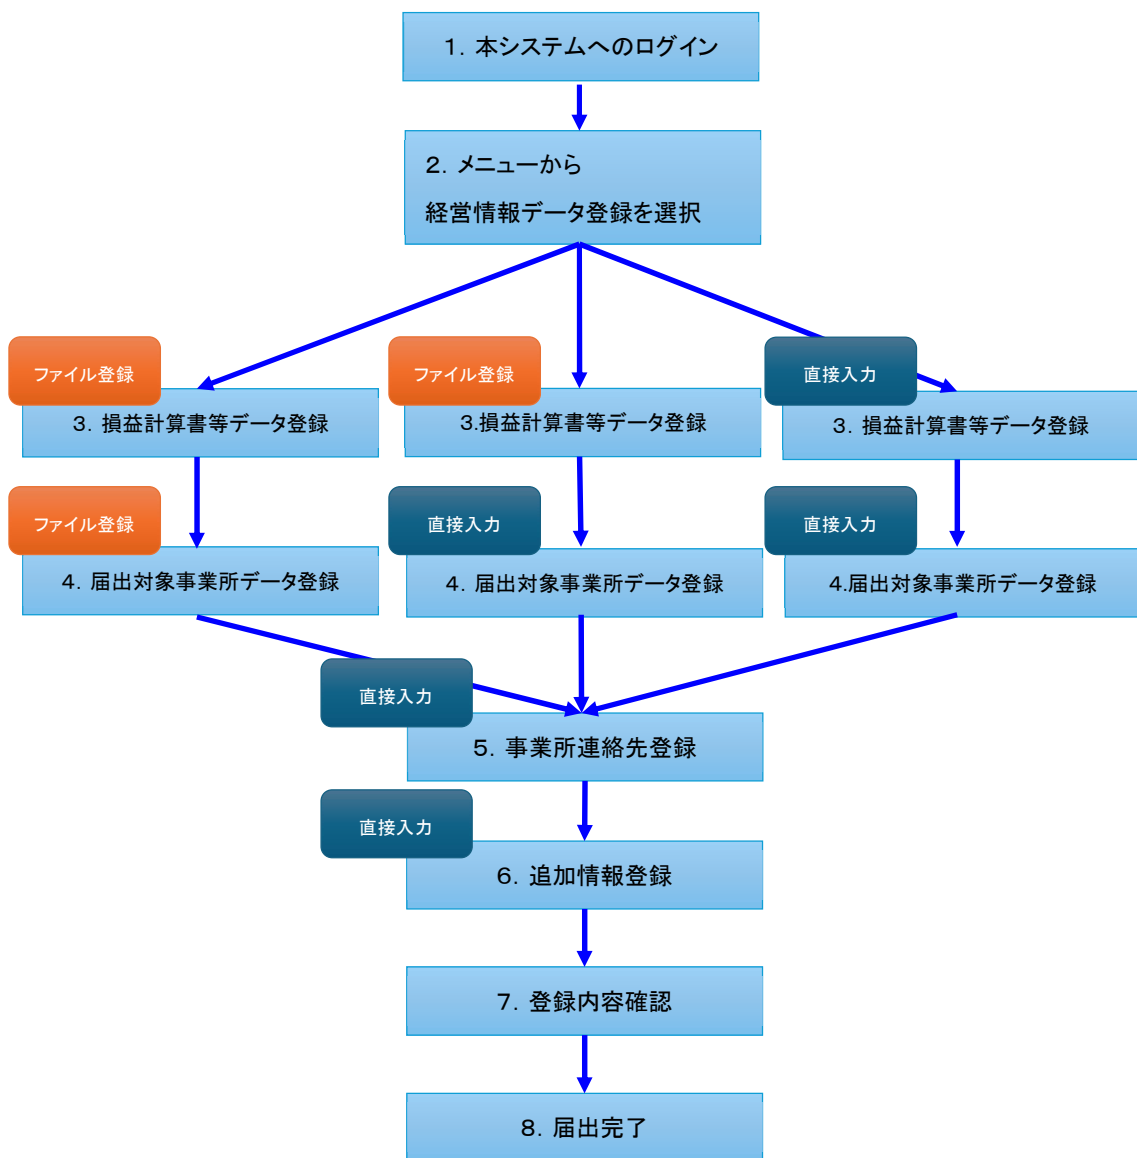 １．本システムへのログイン
２．メニューから
経営情報データ登録を選択
ファイル登録
ファイル登録
直接入力
３．損益計算書等データ登録
３.損益計算書等データ登録
３．損益計算書等データ登録
ファイル登録
直接入力
直接入力
４．届出対象事業所データ登録
４．届出対象事業所データ登録
４.届出対象事業所データ登録
直接入力
５．事業所連絡先登録
直接入力
６．追加情報登録
７．登録内容確認
８．届出完了